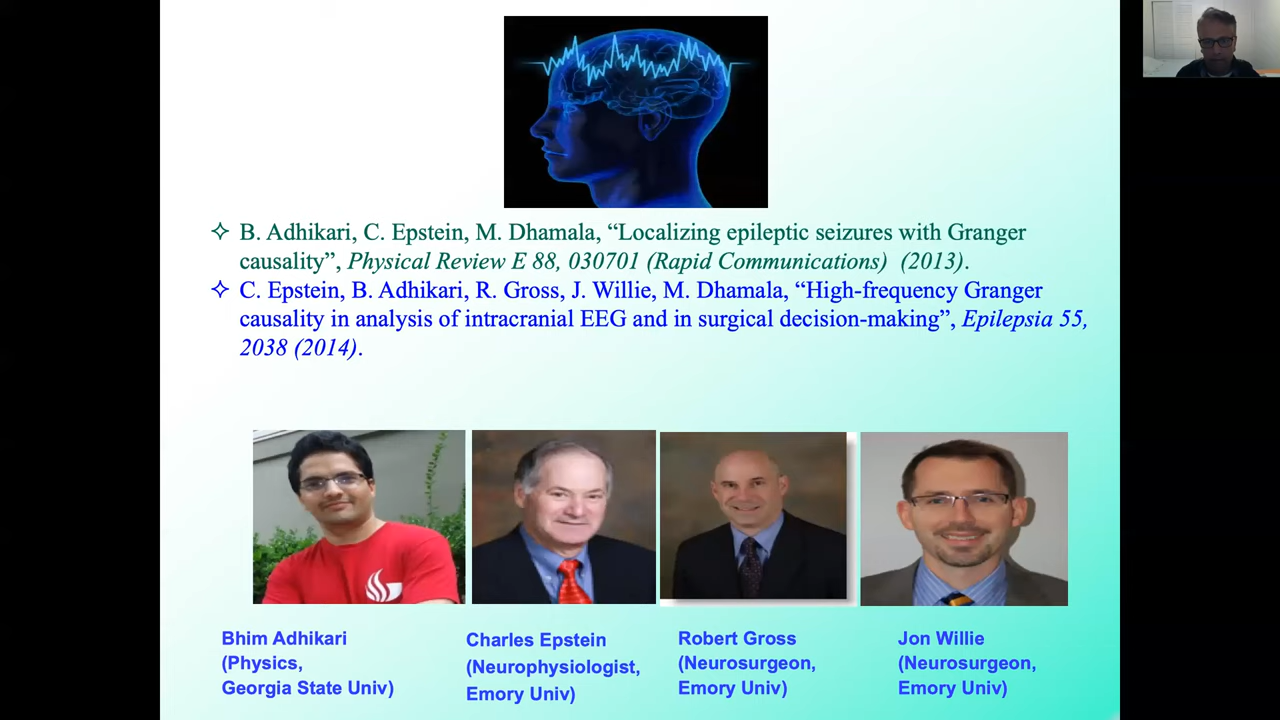 ✧ B. Adhikari, C. Epstein, M. Dhamala, “Localizing epileptic seizures with Granger
causality”, Physical Review E 88, 030701 (Rapid Communications) (2013).
✧ C. Epstein, B. Adhikari, R. Gross, J. Willie, M. Dhamala, “High-frequency Granger
causality in analysis of intracranial EEG and in surgical decision-making”, Epilepsia 55,
2038 (2014).
Bhim Adhikari
(Physics,
Georgia State Univ)
Charles Epstein
(Neurophysiologist,
Emory Univ)
Robert Gross
(Neurosurgeon,
Emory Univ)
Jon Willie
(Neurosurgeon,
Emory Univ)